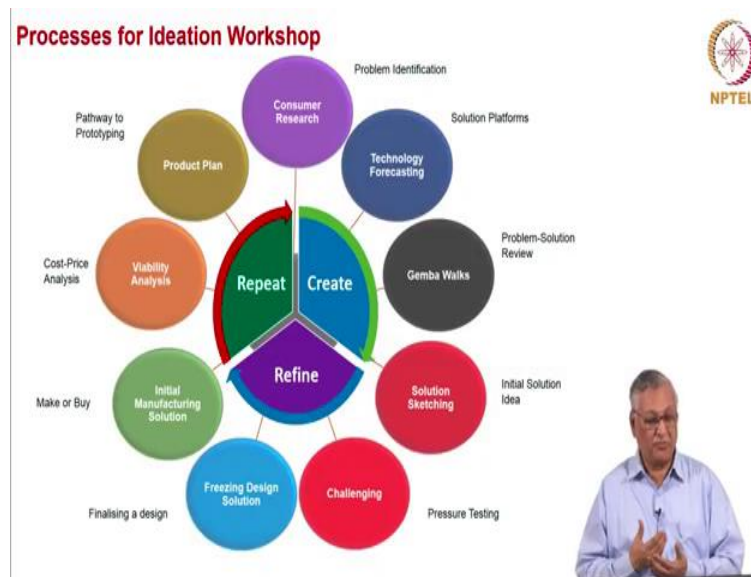 Processes for Ideation Workshop
NPTEL
Problem Identification
Consumer
Research
Pathway to
Prototyping
Product Plan
Solution Platforms
Technology
Forecasting
Cost-Price
Analysis
Viability
Analysis
Repeat
Create
Gemba Walks
Problem-Solution
Review
Refine
Make or Buy
Initial
Manufacturing
Solution
Solution
Sketching
Initial Solution
Idea
Finalising a design
Freezing Design
Solution
Challenging
Pressure Testing